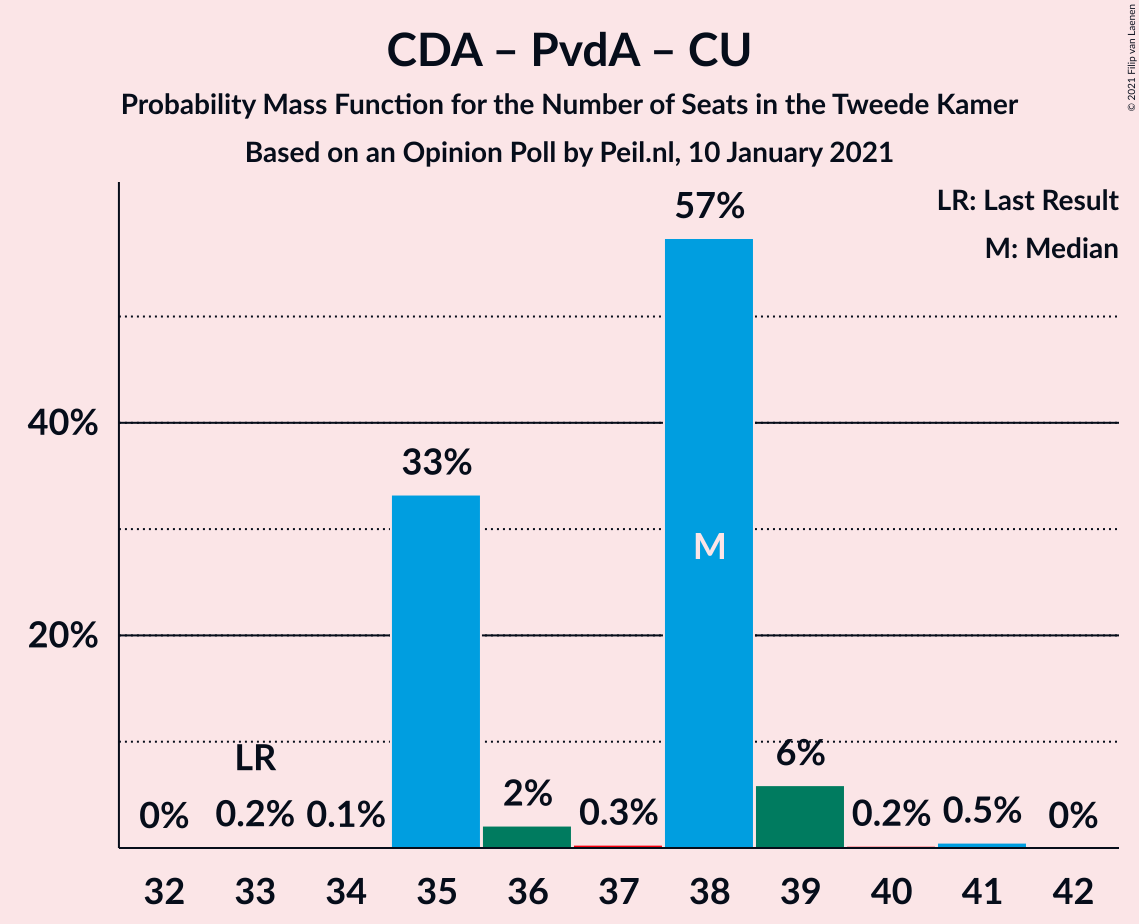 CDA – PvdA – CU
Probability Mass Function for the Number of Seats in the Tweede Kamer
Based on an Opinion Poll by Peil.nl, 10 January 2021
© 2021 Filip van Laenen
LR: Last Result
M: Median
57%
40%
33%
M
20%
LR
6%
0% 0.2% 0.1% 2% 0.3% 0.2% 0.5% 0%
32 33 34 35 36 37 38 39 40 41 42